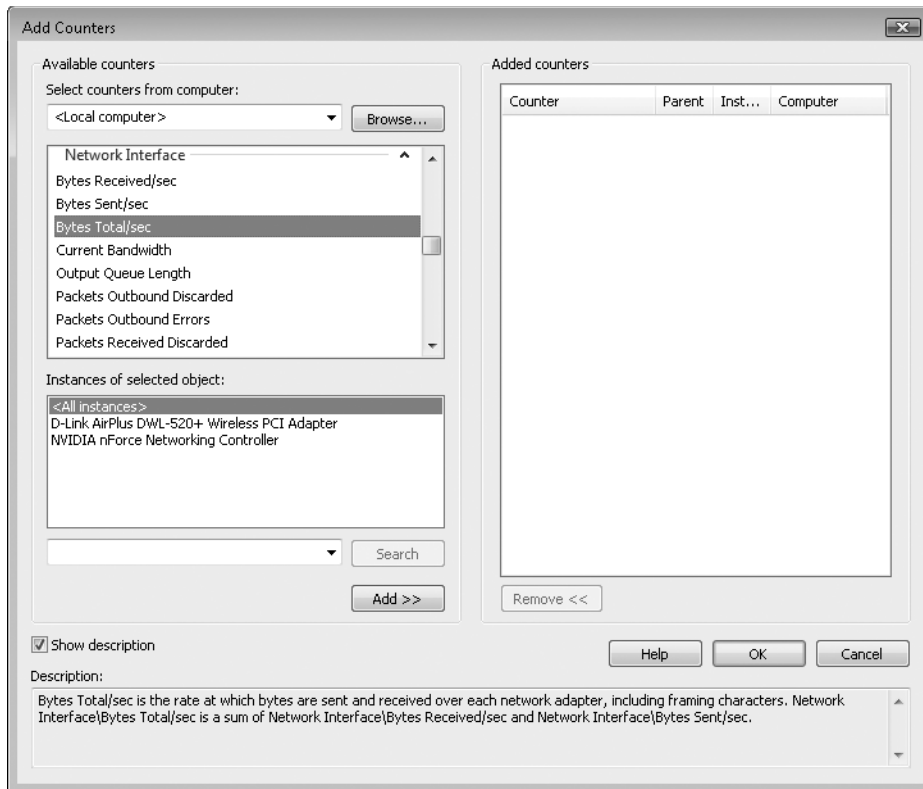 Add Counters
Available counters
Select counters from computer:
<Local computer>
Browse...
Network Interface
Bytes Received/sec
Bytes Sent/sec
Bytes Total/sec
Current Bandwidth
Output Queue Length
Packets Outbound Discarded
Packets Outbound Errors
Packets Received Discarded
Instances of selected object:
<All instances>
D-Link AirPlus DWL-520+ Wireless PCI Adapter
NVIDIA nForce Networking Controller
Search
Add >>
Added counters
Counter Parent Inst... Computer
Remove <<
Show description
Help OK Cancel
Description:
Bytes Total/sec is the rate at which bytes are sent and received over each network adapter, including framing characters. Network
Interface\Bytes Total/sec is a sum of Network Interface\Bytes Received/sec and Network Interface\Bytes Sent/sec.